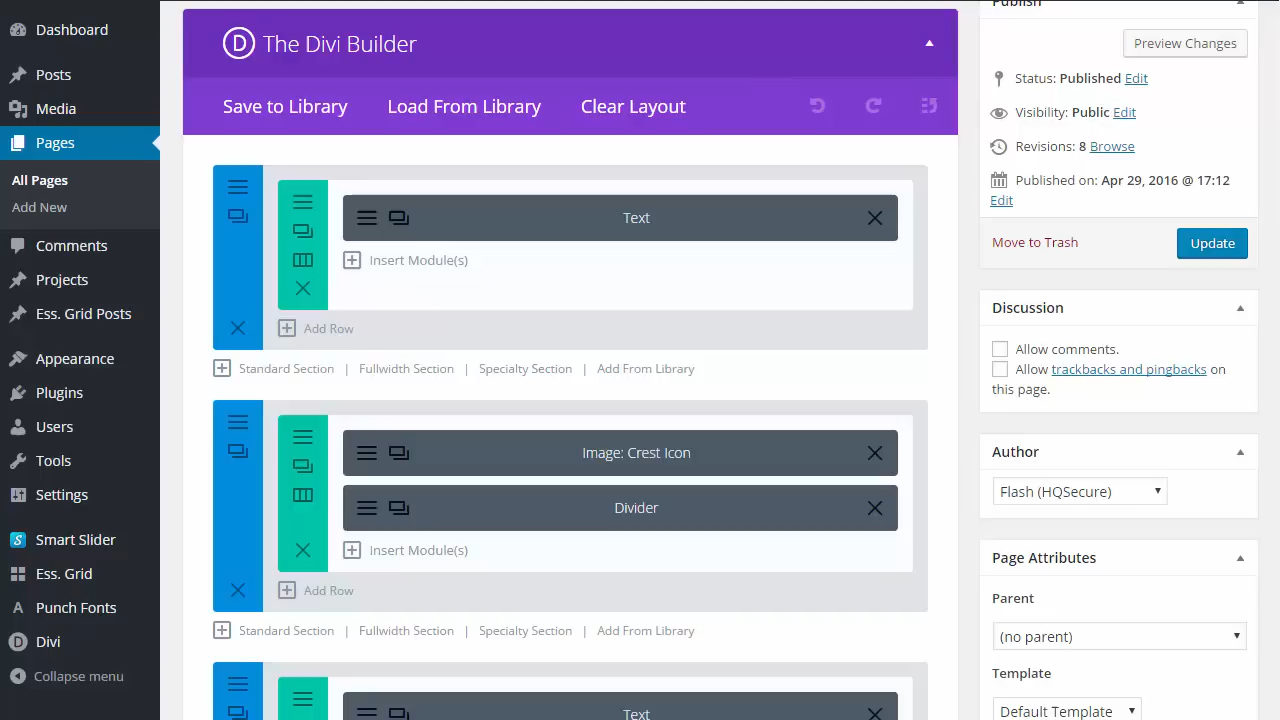 Dashboard
Posts
Media
Pages
All Pages
Add New
Comments
Projects
Ess. Grid Posts
Appearance
Plugins
Users
Tools
Settings
S Smart Slider
Ess. Grid
A Punch Fonts
D Divi
Collapse menu
D The Divi Builder
Save to Library Load From Library Clear Layout
Text
Insert Module(s)
Add Row
Standard Section | Fullwidth Section | Specialty Section | Add From Library
Image: Crest Icon
Divider
Insert Module(s)
Add Row
Standard Section | Fullwidth Section | Specialty Section | Add From Library
Text
Publish
Preview Changes
Status: Published Edit
Visibility: Public Edit
Revisions: 8 Browse
Published on: Apr 29, 2016 @ 17:12
Edit
Move to Trash Update
Discussion
Allow comments.
Allow trackbacks and pingbacks on
this page.
Author
Flash (HQSecure)
Page Attributes
Parent
(no parent)
Template
Default Template